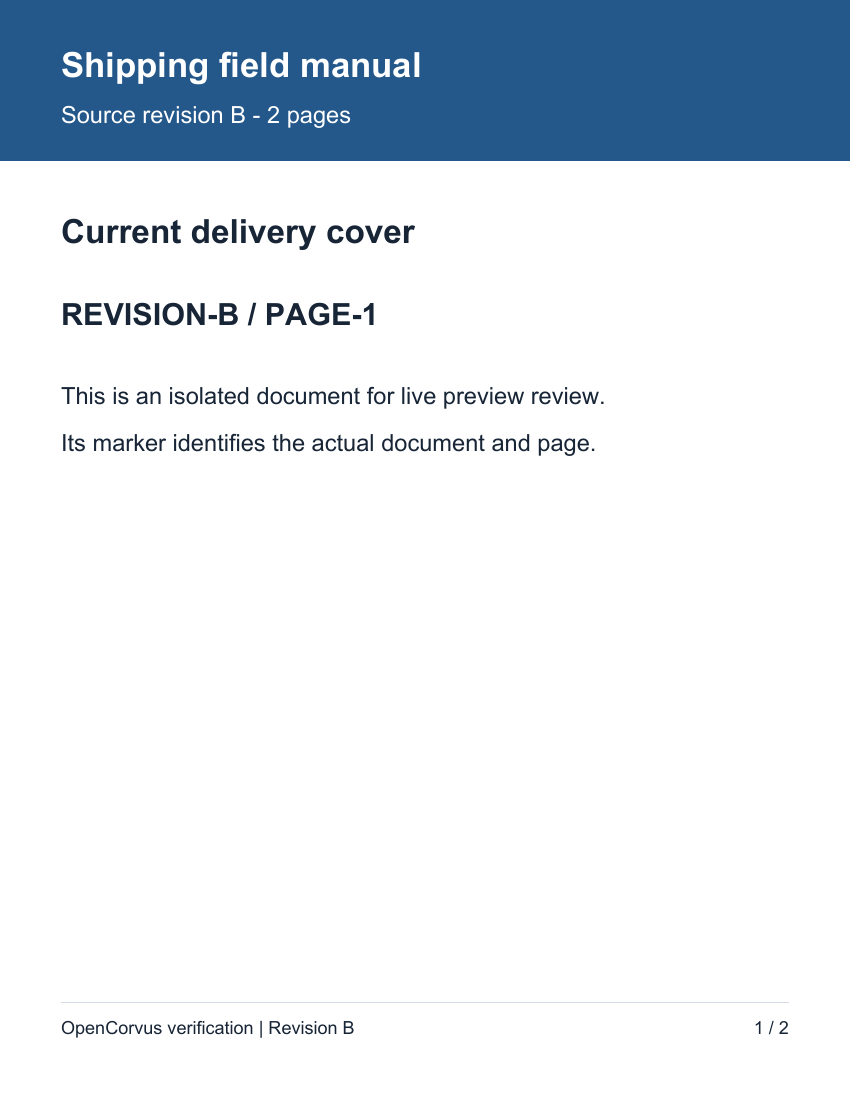 Shipping field manual
Source revision B - 2 pages
Current delivery cover
REVISION-B / PAGE-1
This is an isolated document for live preview review.
Its marker identifies the actual document and page.
OpenCorvus verification | Revision B
1 / 2